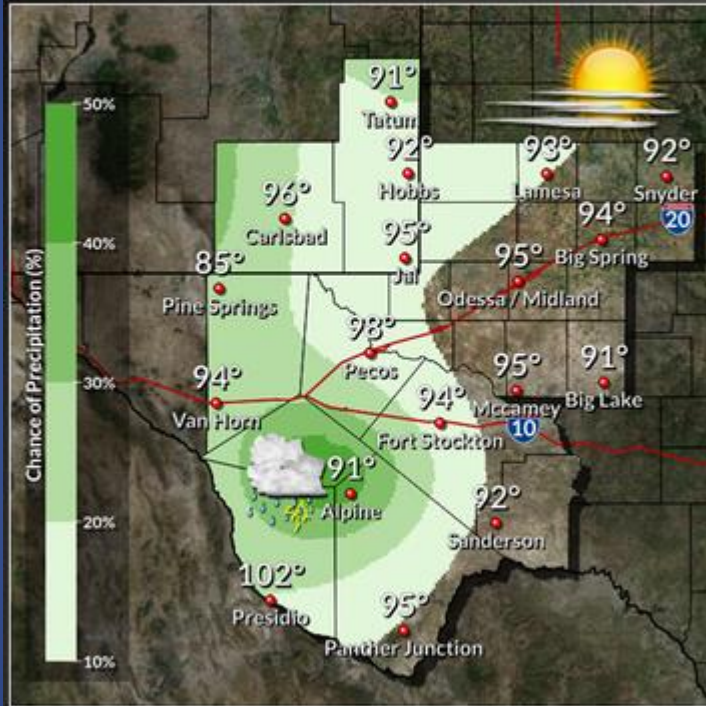 50%
91°
Tatum
92°
Hobbs
93°
Lamesa
92°
Snyder
20
96°
Carlsbad
94°
Big Spring
40%
95°
Jal
95°
Odessa / Midland
85°
Pine Springs
Chance of Precipitation (%)
98°
Pecos
30%
94°
Van Horn
94°
Fort Stockton
95°
Mccamey
91°
Big Lake
10
91°
Alpine
92°
Sanderson
20%
102°
Presidio
95°
Panther Junction
10%